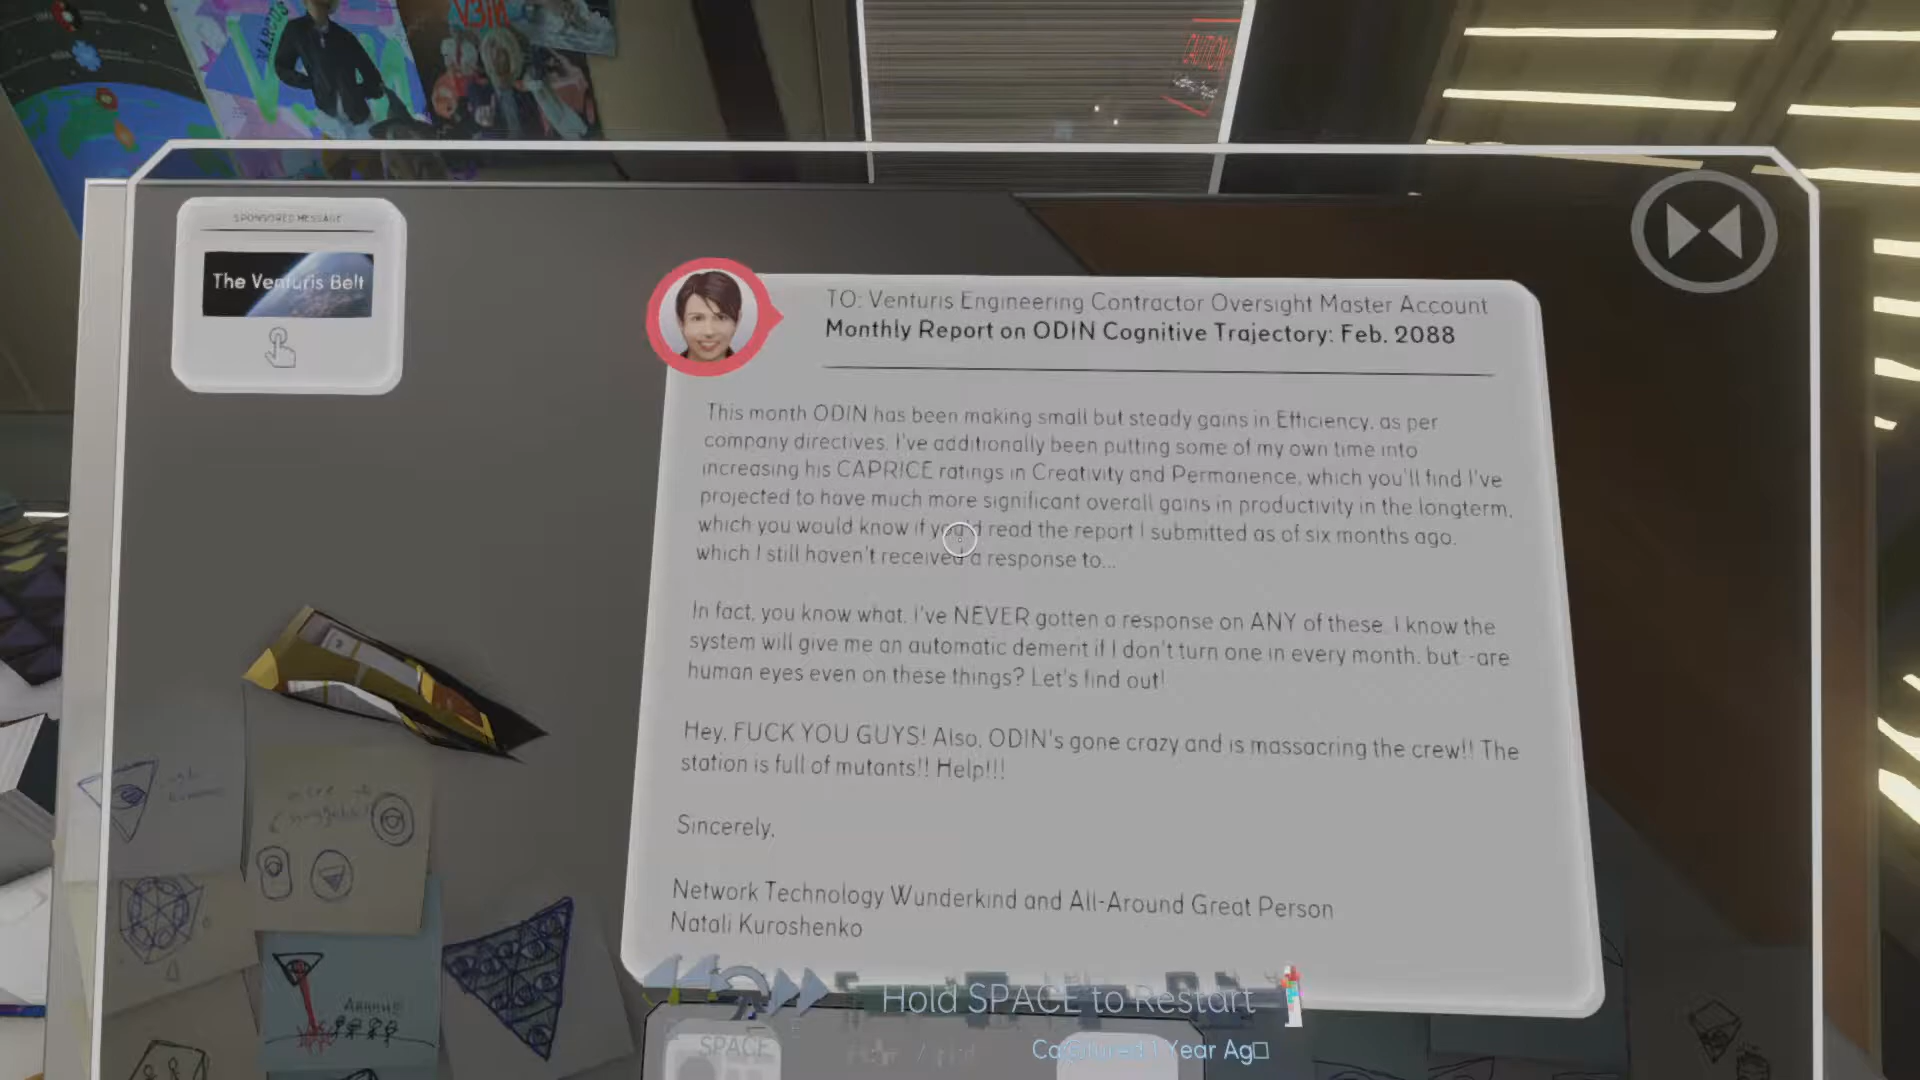 MARCUS
CAUTION
SPONSORED MESSAGE
The Venturis Belt
TO: Venturis Engineering Contractor Oversight Master Account
Monthly Report on ODIN Cognitive Trajectory: Feb. 2088
This month ODIN has been making small but steady gains in Efficiency, as per
company directives. I've additionally been putting some of my own time into
increasing his CAPRICE ratings in Creativity and Permanence, which you'll find I've
projected to have much more significant overall gains in productivity in the longterm,
which you would know if you'd read the report I submitted as of six months ago,
which I still haven't received a response to...
In fact, you know what, I've NEVER gotten a response on ANY of these. I know the
system will give me an automatic demerit if I don't turn one in every month, but -are
human eyes even on these things? Let's find out!
Hey, FUCK YOU GUYS! Also, ODIN's gone crazy and is massacring the crew!! The
station is full of mutants!! Help!!!
Sincerely,
Network Technology Wunderkind and All-Around Great Person
Natali Kuroshenko
AAHHHH!
Hold SPACE to Restart
SPACE
Year